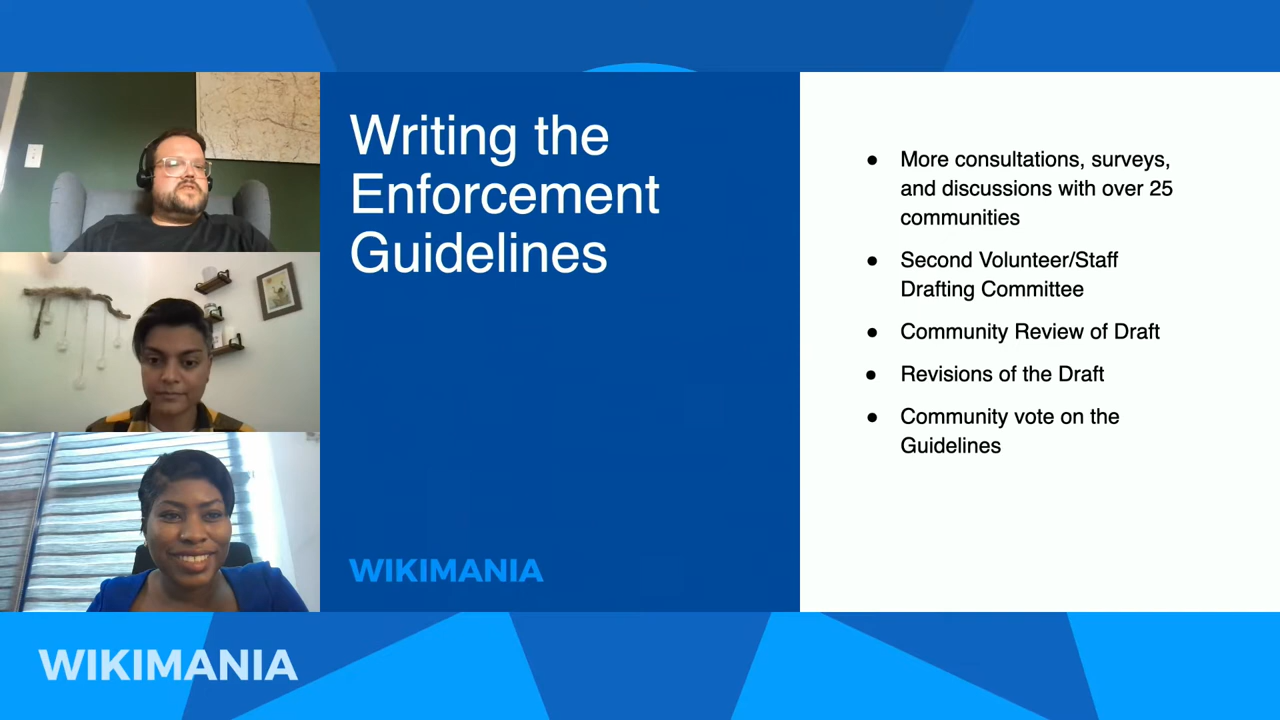 Writing the
Enforcement
Guidelines
WIKIMANIA
● More consultations, surveys,
and discussions with over 25
communities
● Second Volunteer/Staff
Drafting Committee
● Community Review of Draft
● Revisions of the Draft
● Community vote on the
Guidelines
WIKIMANIA